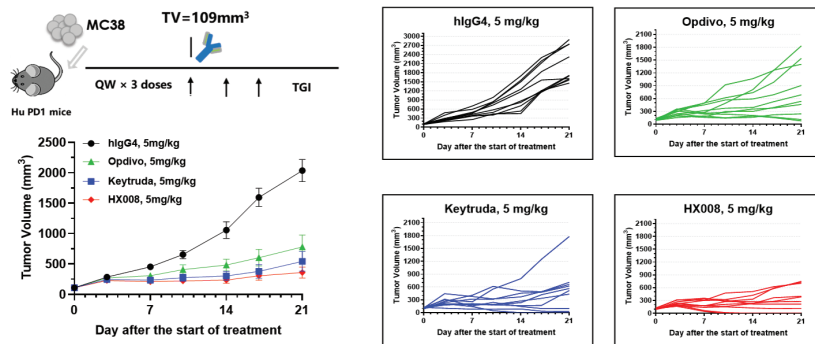 MC38
TV=109mm³
Hu PD1 mice
QW × 3 doses
TGI
Tumor Volume (mm³)
2500
2000
1500
1000
500
0
hIgG4, 5mg/kg
Opdivo, 5mg/kg
Keytruda, 5mg/kg
HX008, 5mg/kg
0 7 14 21
Day after the start of treatment
hIgG4, 5 mg/kg
Tumor Volume (mm³)
3000
2700
2400
2100
1800
1500
1200
900
600
300
0
0 7 14 21
Day after the start of treatment
Opdivo, 5 mg/kg
Tumor Volume (mm³)
2100
1800
1500
1200
900
600
300
0
0 7 14 21
Day after the start of treatment
Keytruda, 5 mg/kg
Tumor Volume (mm³)
2100
1800
1500
1200
900
600
300
0
0 7 14 21
Day after the start of treatment
HX008, 5 mg/kg
Tumor Volume (mm³)
2100
1800
1500
1200
900
600
300
0
0 7 14 21
Day after the start of treatment